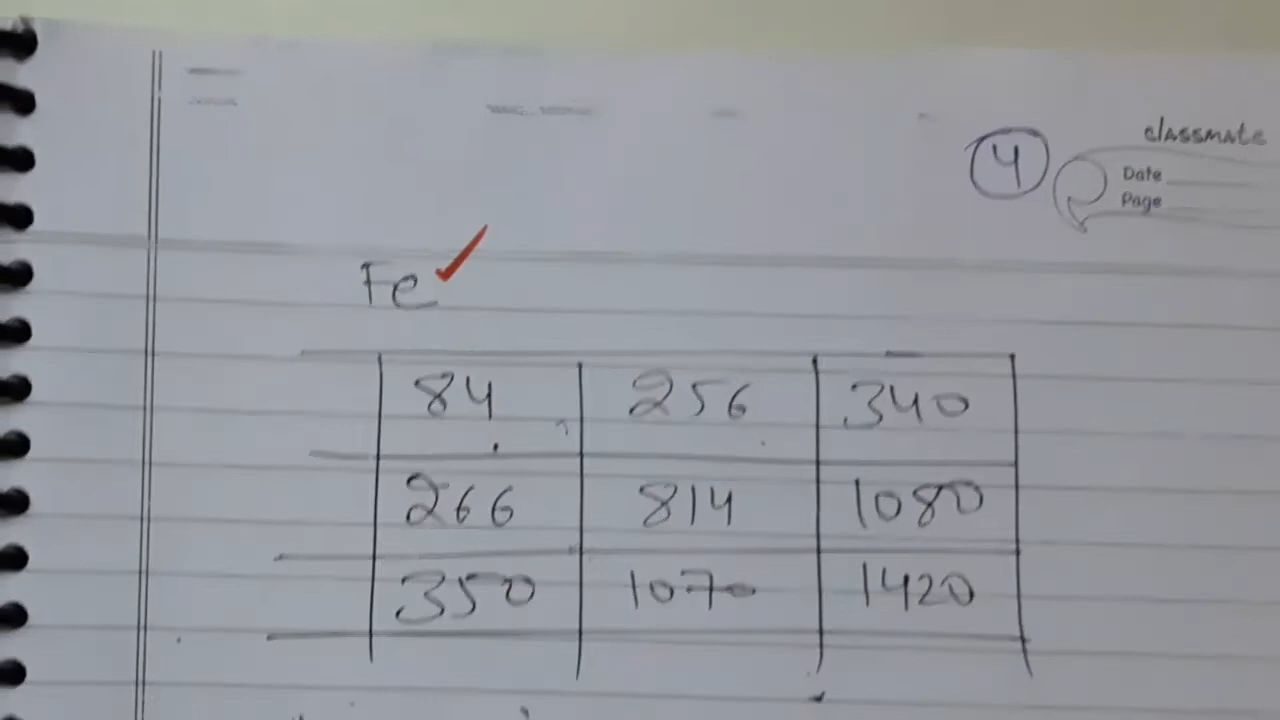 4
classmate
Date
Page
Fe
84 256 340
266 814 1080
350 1070 1420